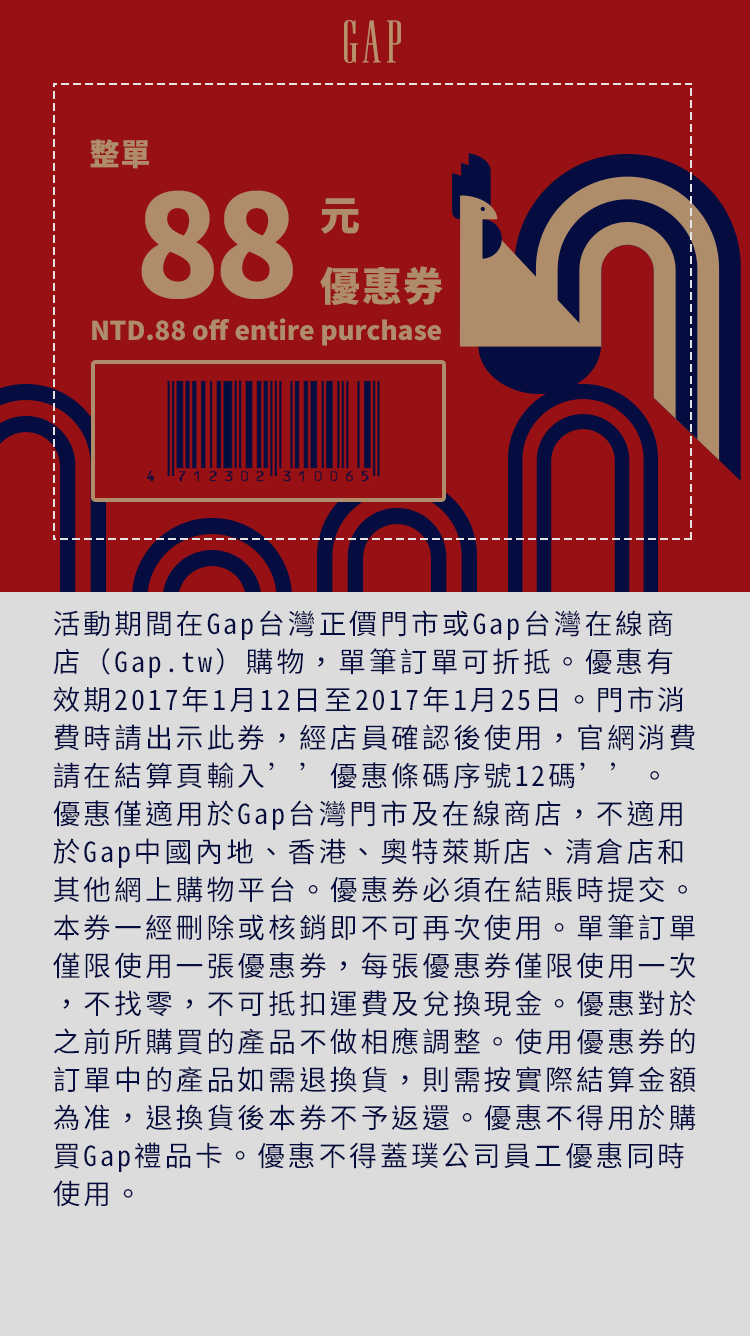 GAP
整單
88 元
優惠券
NTD.88 off entire purchase
4 712302 310065
活動期間在Gap台灣正價門市或Gap台灣在線商
店（Gap.tw）購物，單筆訂單可折抵。優惠有
效期2017年1月12日至2017年1月25日。門市消
費時請出示此券，經店員確認後使用，官網消費
請在結算頁輸入’’優惠條碼序號12碼’’。
優惠僅適用於Gap台灣門市及在線商店，不適用
於Gap中國內地、香港、奧特萊斯店、清倉店和
其他網上購物平台。優惠券必須在結賬時提交。
本券一經刪除或核銷即不可再次使用。單筆訂單
僅限使用一張優惠券，每張優惠券僅限使用一次
，不找零，不可抵扣運費及兌換現金。優惠對於
之前所購買的產品不做相應調整。使用優惠券的
訂單中的產品如需退換貨，則需按實際結算金額
為准，退換貨後本券不予返還。優惠不得用於購
買Gap禮品卡。優惠不得蓋璞公司員工優惠同時
使用。